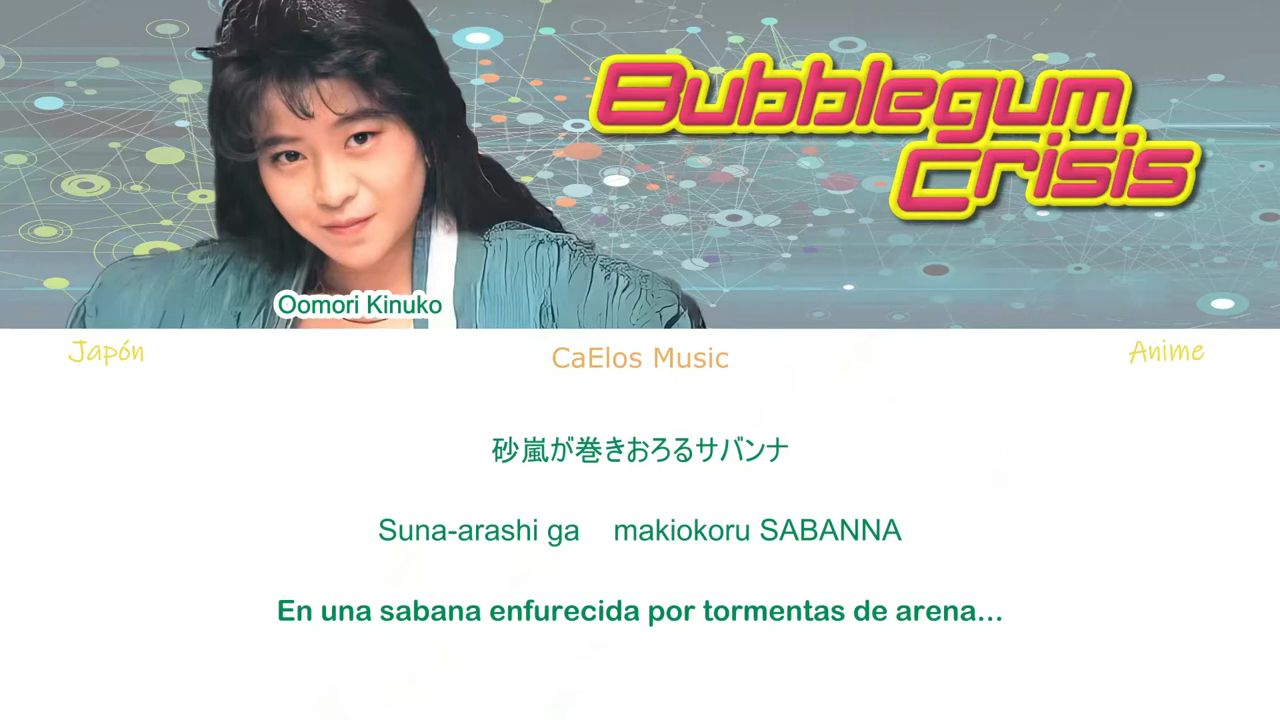 Bubblegum
Crisis
Oomori Kinuko
Japón
CaElos Music
Anime
砂嵐が巻きおろるサバンナ
Suna-arashi ga makiokoru SABANNA
En una sabana enfurecida por tormentas de arena...